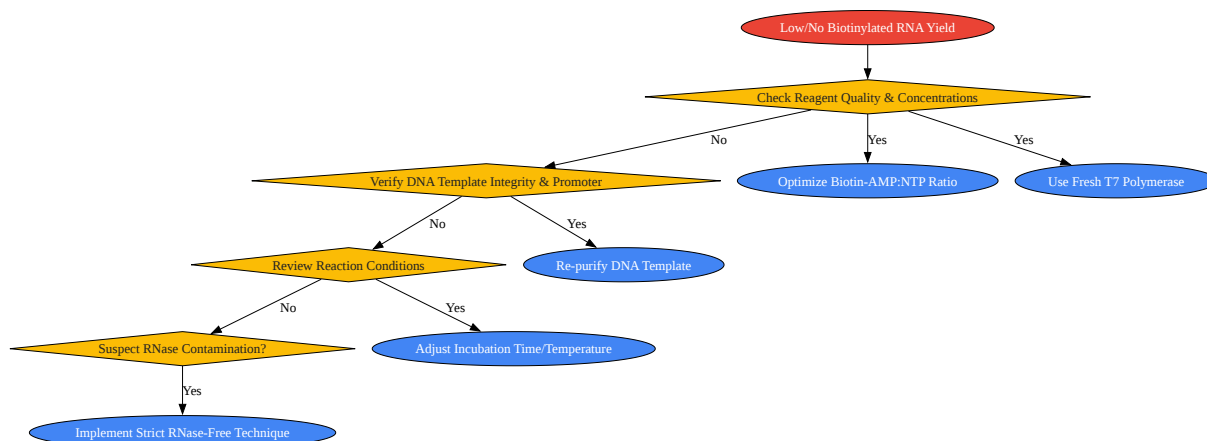 Low/No Biotinylated RNA Yield
Check Reagent Quality & Concentrations
No
Yes
Yes
Verify DNA Template Integrity & Promoter
Optimize Biotin-AMP:NTP Ratio
Use Fresh T7 Polymerase
No
Yes
Review Reaction Conditions
Re-purify DNA Template
No
Yes
Suspect RNase Contamination?
Adjust Incubation Time/Temperature
Yes
Implement Strict RNase-Free Technique